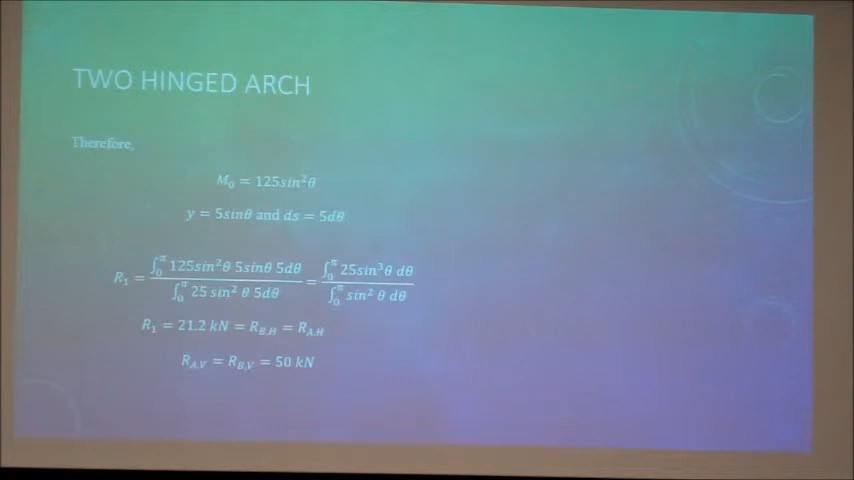 TWO HINGED ARCH
Therefore,
M₀ = 125sin²θ
y = 5sinθ and ds = 5dθ
R₁ = ∫₀^π 125sin²θ 5sinθ 5dθ / ∫₀^π 25 sin² θ 5dθ = ∫₀^π 25sin³θ dθ / ∫₀^π sin² θ dθ
R₁ = 21.2 kN = R_B,H = R_A,H
R_A,V = R_B,V = 50 kN